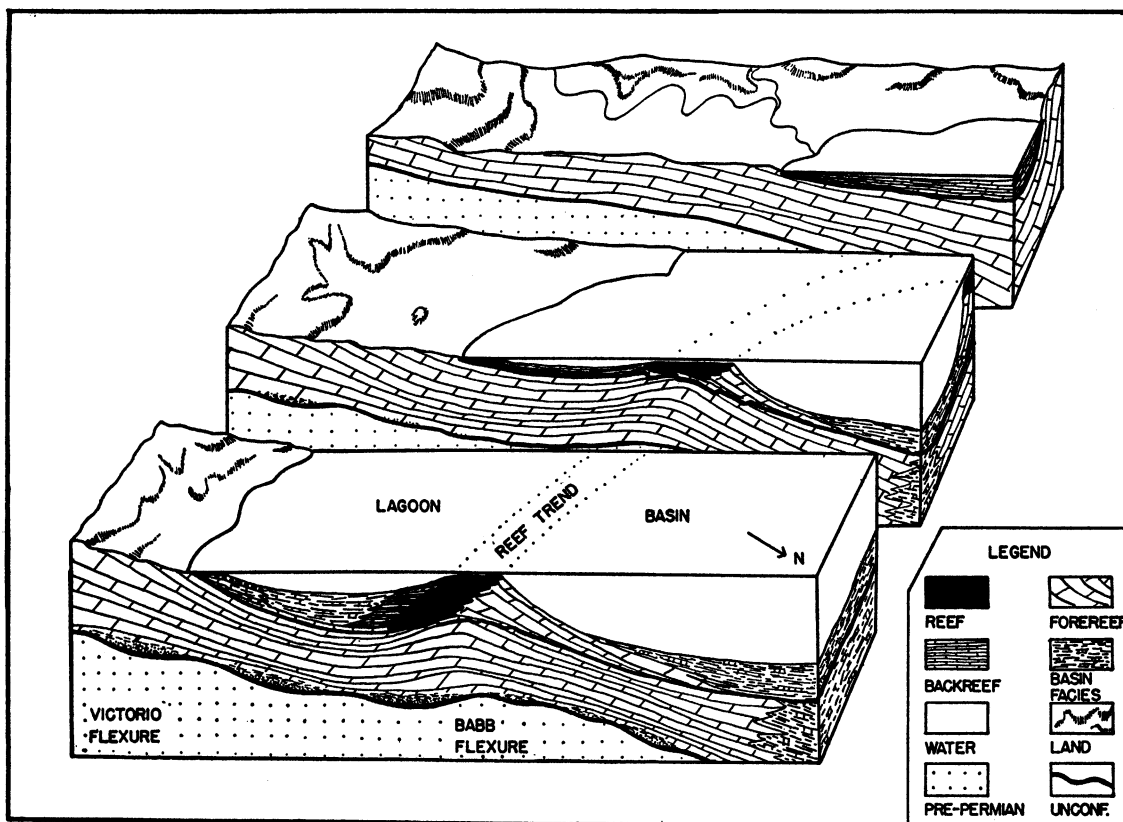 LAGOON
REEF TREND
BASIN
N
VICTORIO
FLEXURE
BABB
FLEXURE
LEGEND
REEF
FOREREEF
BACKREEF
BASIN
FACIES
WATER
LAND
PRE-PERMIAN
UNCONF.